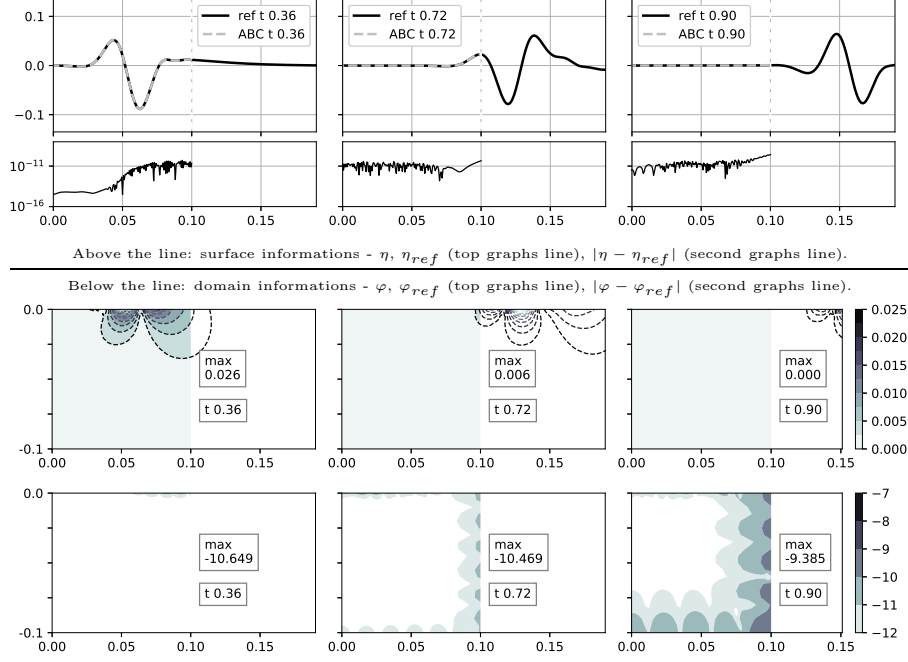 0.1
0.0
−0.1
ref t 0.36
ABC t 0.36
ref t 0.72
ABC t 0.72
ref t 0.90
ABC t 0.90
10⁻¹¹
10⁻¹⁶
0.00 0.05 0.10 0.15 0.00 0.05 0.10 0.15 0.00 0.05 0.10 0.15
Above the line: surface informations - η, η_ref (top graphs line), |η − η_ref| (second graphs line).
Below the line: domain informations - φ, φ_ref (top graphs line), |φ − φ_ref| (second graphs line).
0.0
-0.1
max
0.026
t 0.36
max
0.006
t 0.72
max
0.000
t 0.90
0.025
0.020
0.015
0.010
0.005
0.000
0.00 0.05 0.10 0.15 0.00 0.05 0.10 0.15 0.00 0.05 0.10 0.15
0.0
-0.1
max
-10.649
t 0.36
max
-10.469
t 0.72
max
-9.385
t 0.90
−7
−8
−9
−10
−11
−12
0.00 0.05 0.10 0.15 0.00 0.05 0.10 0.15 0.00 0.05 0.10 0.15